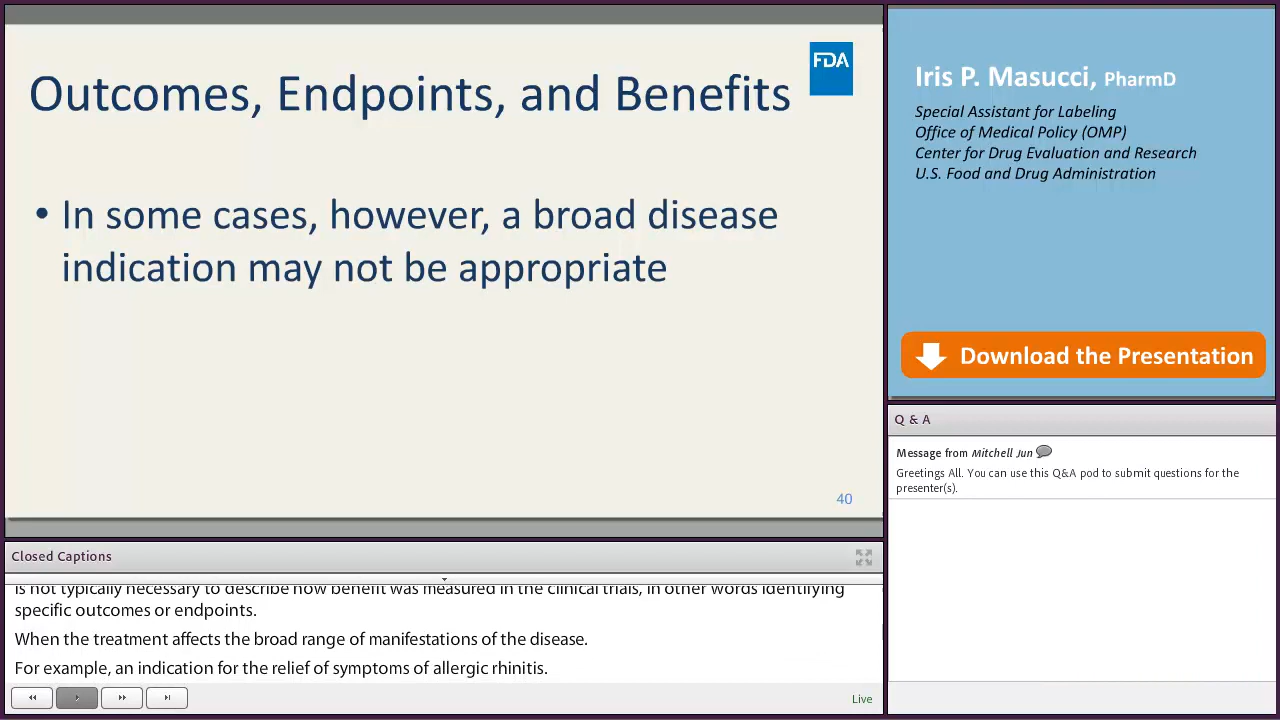 Outcomes, Endpoints, and Benefits
FDA
• In some cases, however, a broad disease
indication may not be appropriate
40
Iris P. Masucci, PharmD
Special Assistant for Labeling
Office of Medical Policy (OMP)
Center for Drug Evaluation and Research
U.S. Food and Drug Administration
Download the Presentation
Q & A
Message from Mitchell Jun
Greetings All. You can use this Q&A pod to submit questions for the
presenter(s).
Closed Captions
is not typically necessary to describe how benefit was measured in the clinical trials, in other words identifying
specific outcomes or endpoints.
When the treatment affects the broad range of manifestations of the disease.
For example, an indication for the relief of symptoms of allergic rhinitis.
Live